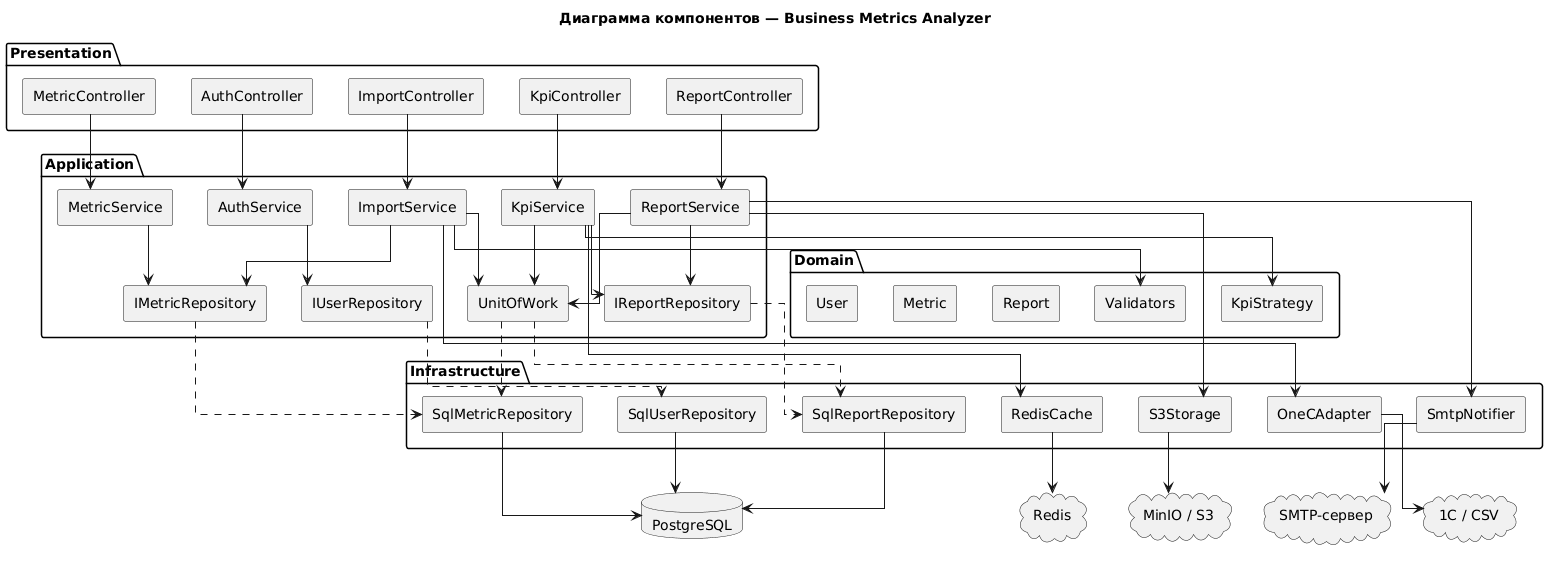 Диаграмма компонентов — Business Metrics Analyzer
Presentation
MetricController
AuthController
ImportController
KpiController
ReportController
Application
MetricService
AuthService
ImportService
KpiService
ReportService
Domain
IMetricRepository
IUserRepository
UnitOfWork
IReportRepository
User
Metric
Report
Validators
KpiStrategy
Infrastructure
SqlMetricRepository
SqlUserRepository
SqlReportRepository
RedisCache
S3Storage
OneCAdapter
SmtpNotifier
PostgreSQL
Redis
MinIO / S3
SMTP-сервер
1C / CSV